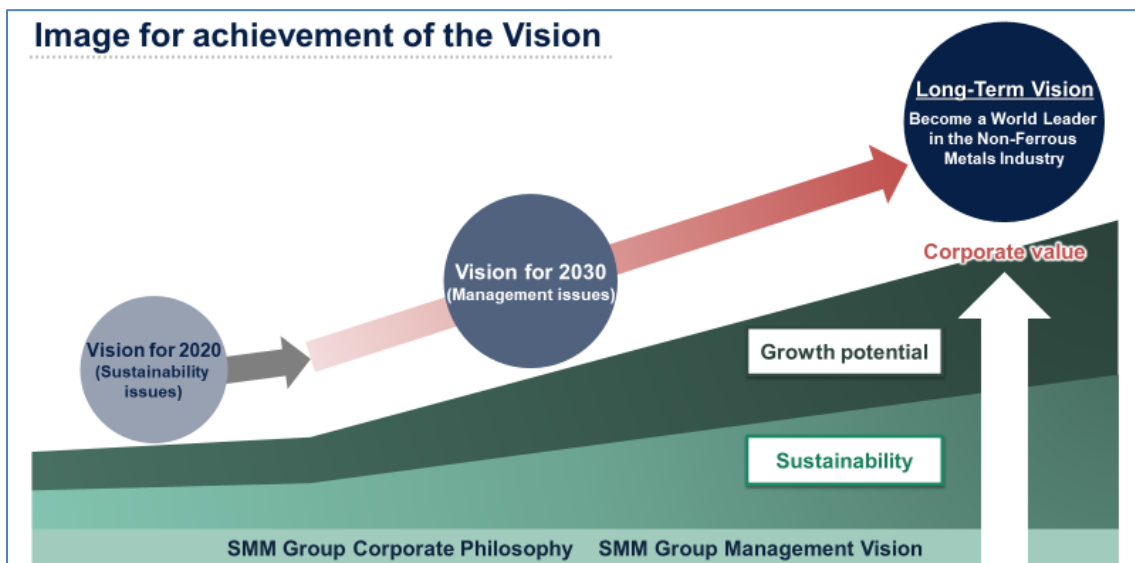 Image for achievement of the Vision
Long-Term Vision
Become a World Leader
in the Non-Ferrous
Metals Industry
Corporate value
Vision for 2030
(Management issues)
Vision for 2020
(Sustainability
issues)
Growth potential
Sustainability
SMM Group Corporate Philosophy SMM Group Management Vision